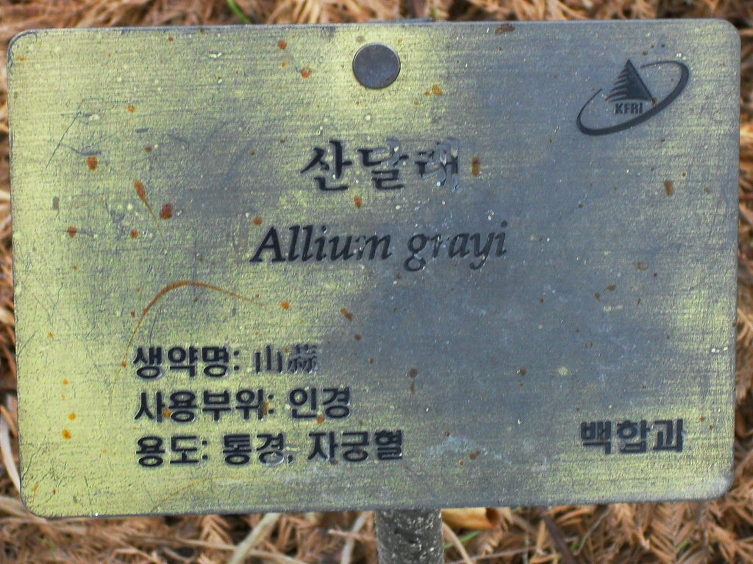 KFRI
산달래
Allium grayi
생약명: 山蒜
사용부위: 인경
용도: 통경, 자궁혈
백합과